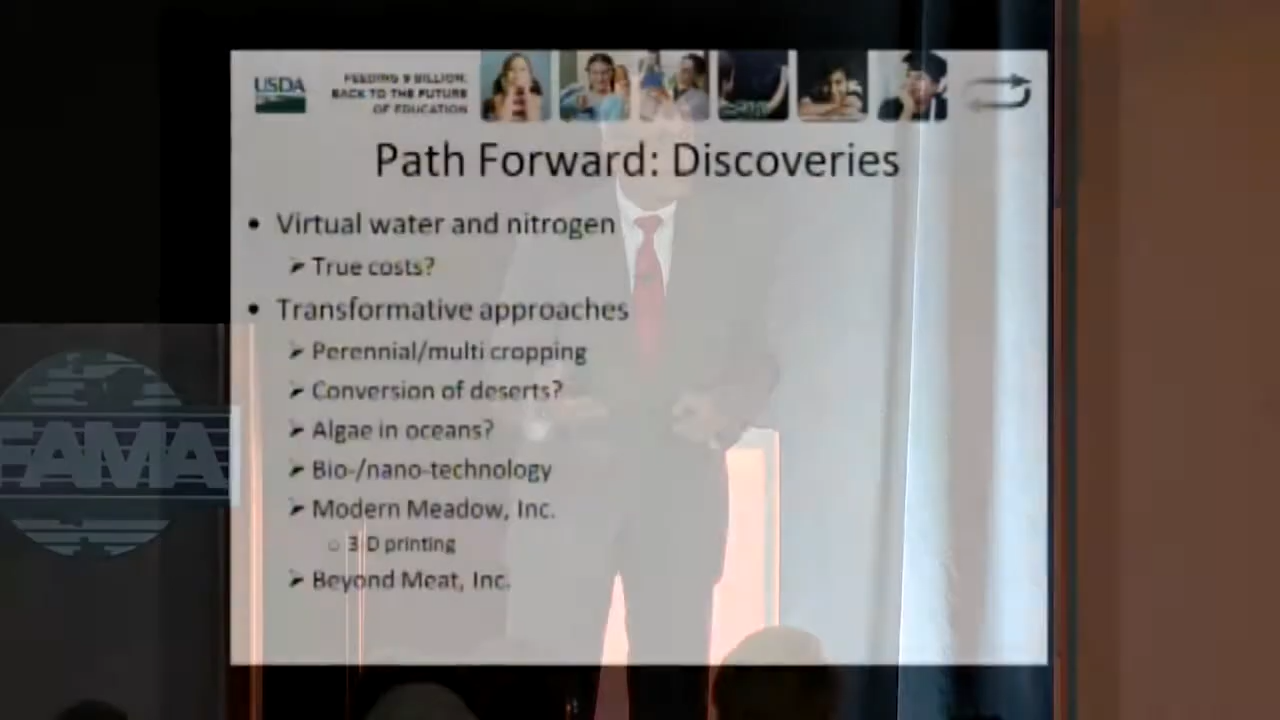 USDA
FEEDING 9 BILLION:
BACK TO THE FUTURE
OF EDUCATION
Path Forward: Discoveries
• Virtual water and nitrogen
➢ True costs?
• Transformative approaches
➢ Perennial/multi cropping
➢ Conversion of deserts?
➢ Algae in oceans?
➢ Bio-/nano-technology
FAMA
➢ Modern Meadow, Inc.
○ 3-D printing
➢ Beyond Meat, Inc.